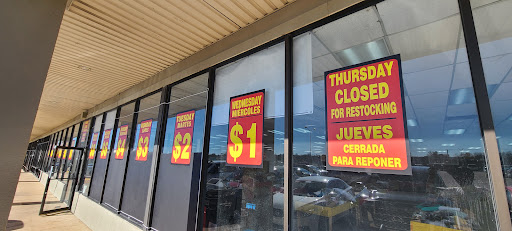 THURSDAY
CLOSED
FOR RESTOCKING
JUEVES
CERRADA
PARA REPONER
WEDNESDAY
MIERCOLES
$1
TUESDAY
MARTES
$2
$3